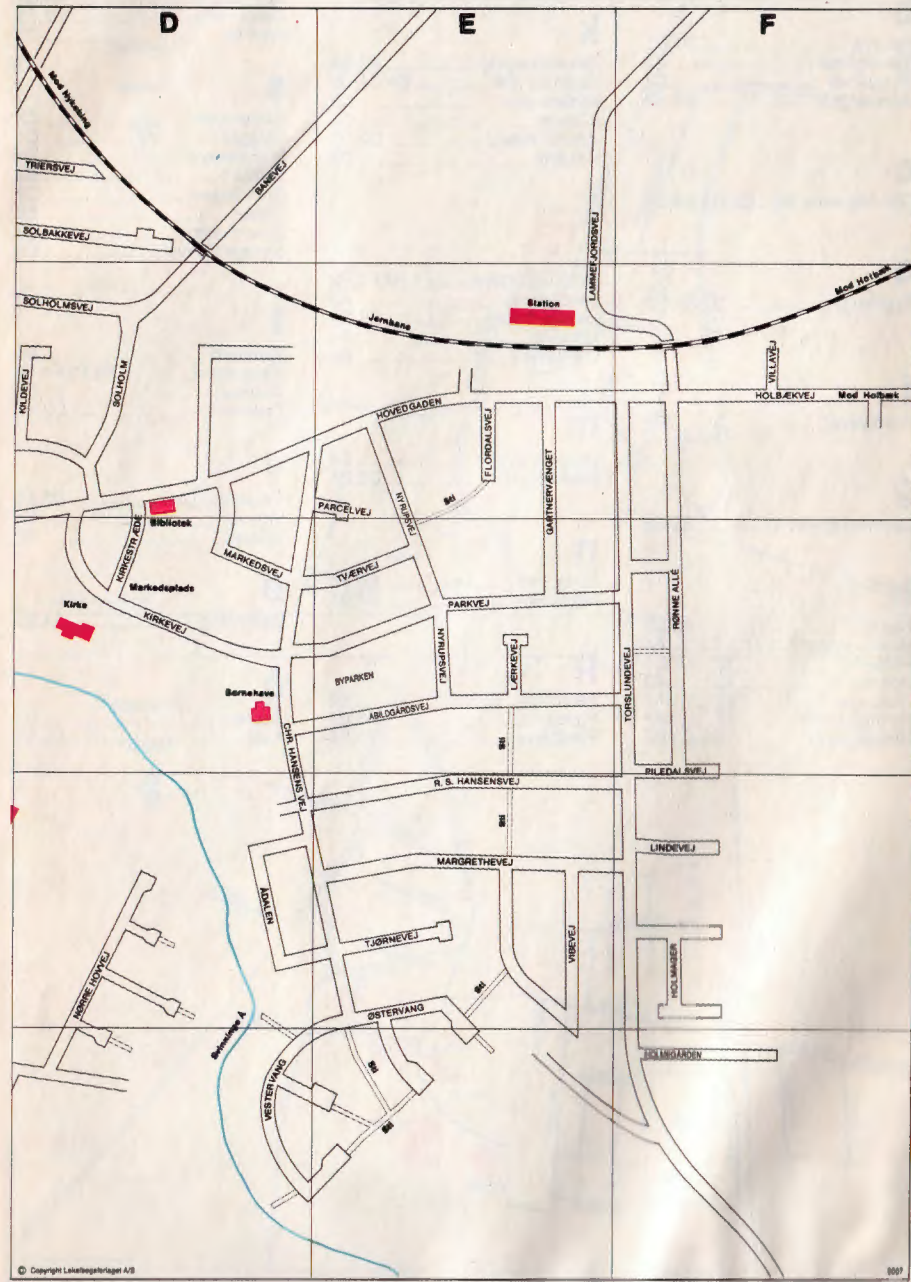 D
E
F
Mod Nykøbing
TRIERSVEJ
BANEVEJ
SOLBAKKEVEJ
LAMMEFJORDSVEJ
SOLHOLMSVEJ
Station
Mod Holbæk
Jernbane
KILDEVEJ
SOLHOLM
VILLAVEJ
HOVEDGADEN
HOLBÆKVEJ
Mod Holbæk
FLORDALSVEJ
GARTNERVÆNGET
Sti
NYRUPSVEJ
PARCELVEJ
Bibliotek
KIRKESTRÆDE
MARKEDSVEJ
TVÆRVEJ
Markedsplads
PARKVEJ
RØNNE ALLÉ
Kirke
KIRKEVEJ
NYRUPSVEJ
LÆRKEVEJ
BYPARKEN
TORSLUNDEVEJ
Børnehave
ABILDGÅRDSVEJ
CHR. HANSENS VEJ
Sti
PILEDALSVEJ
R. S. HANSENSVEJ
Sti
LINDEVEJ
MARGRETHEVEJ
ÅDALEN
TJØRNEVEJ
VIBEVEJ
HOLMAGER
NØRRE HOVVEJ
Sti
ØSTERVANG
Svinninge Å
HOLMEGÅRDEN
Sti
VESTERVANG
Sti